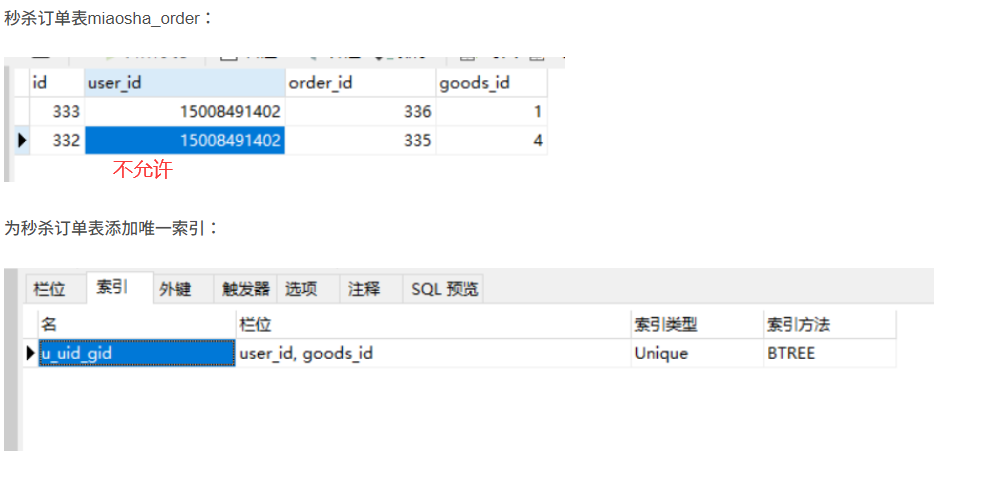 秒杀订单表miaosha_order：
id user_id order_id goods_id
333 15008491402 336 1
332 15008491402 335 4
不允许
为秒杀订单表添加唯一索引：
栏位 索引 外键 触发器 选项 注释 SQL 预览
名 栏位 索引类型 索引方法
u_uid_gid user_id, goods_id Unique BTREE